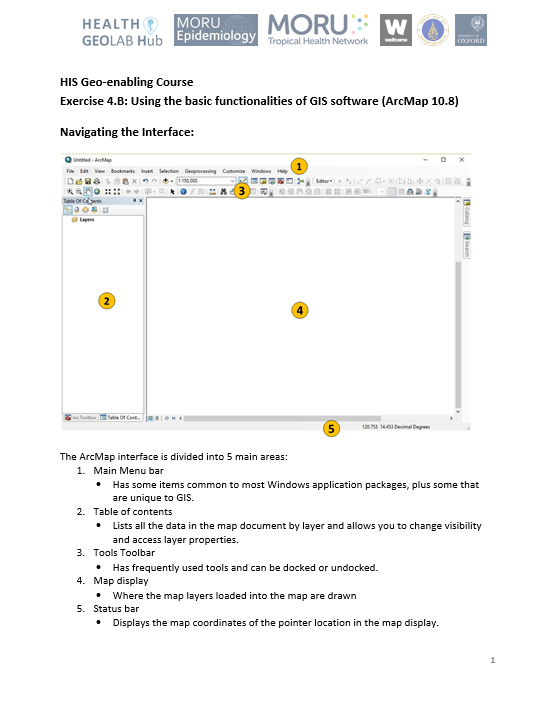 HEALTH
GEOLAB Hub
MORU
Epidemiology
MORU
Tropical Health Network
wellcome
UNIVERSITY OF
OXFORD
HIS Geo-enabling Course
Exercise 4.B: Using the basic functionalities of GIS software (ArcMap 10.8)
Navigating the Interface:
Untitled - ArcMap
File Edit View Bookmarks Insert Selection Geoprocessing Customize Windows Help
1
1:150,000
Editor
3
Table Of Contents
Layers
Catalog
Search
2
4
ArcToolbox
Table Of Cont...
5
120.753 14.453 Decimal Degrees
The ArcMap interface is divided into 5 main areas:
1. Main Menu bar
• Has some items common to most Windows application packages, plus some that
are unique to GIS.
2. Table of contents
• Lists all the data in the map document by layer and allows you to change visibility
and access layer properties.
3. Tools Toolbar
• Has frequently used tools and can be docked or undocked.
4. Map display
• Where the map layers loaded into the map are drawn
5. Status bar
• Displays the map coordinates of the pointer location in the map display.
1